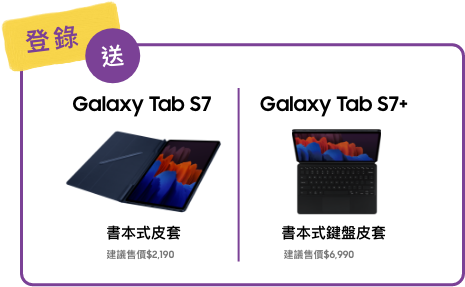 登錄
送
Galaxy Tab S7
書本式皮套
建議售價$2,190
Galaxy Tab S7+
書本式鍵盤皮套
建議售價$6,990